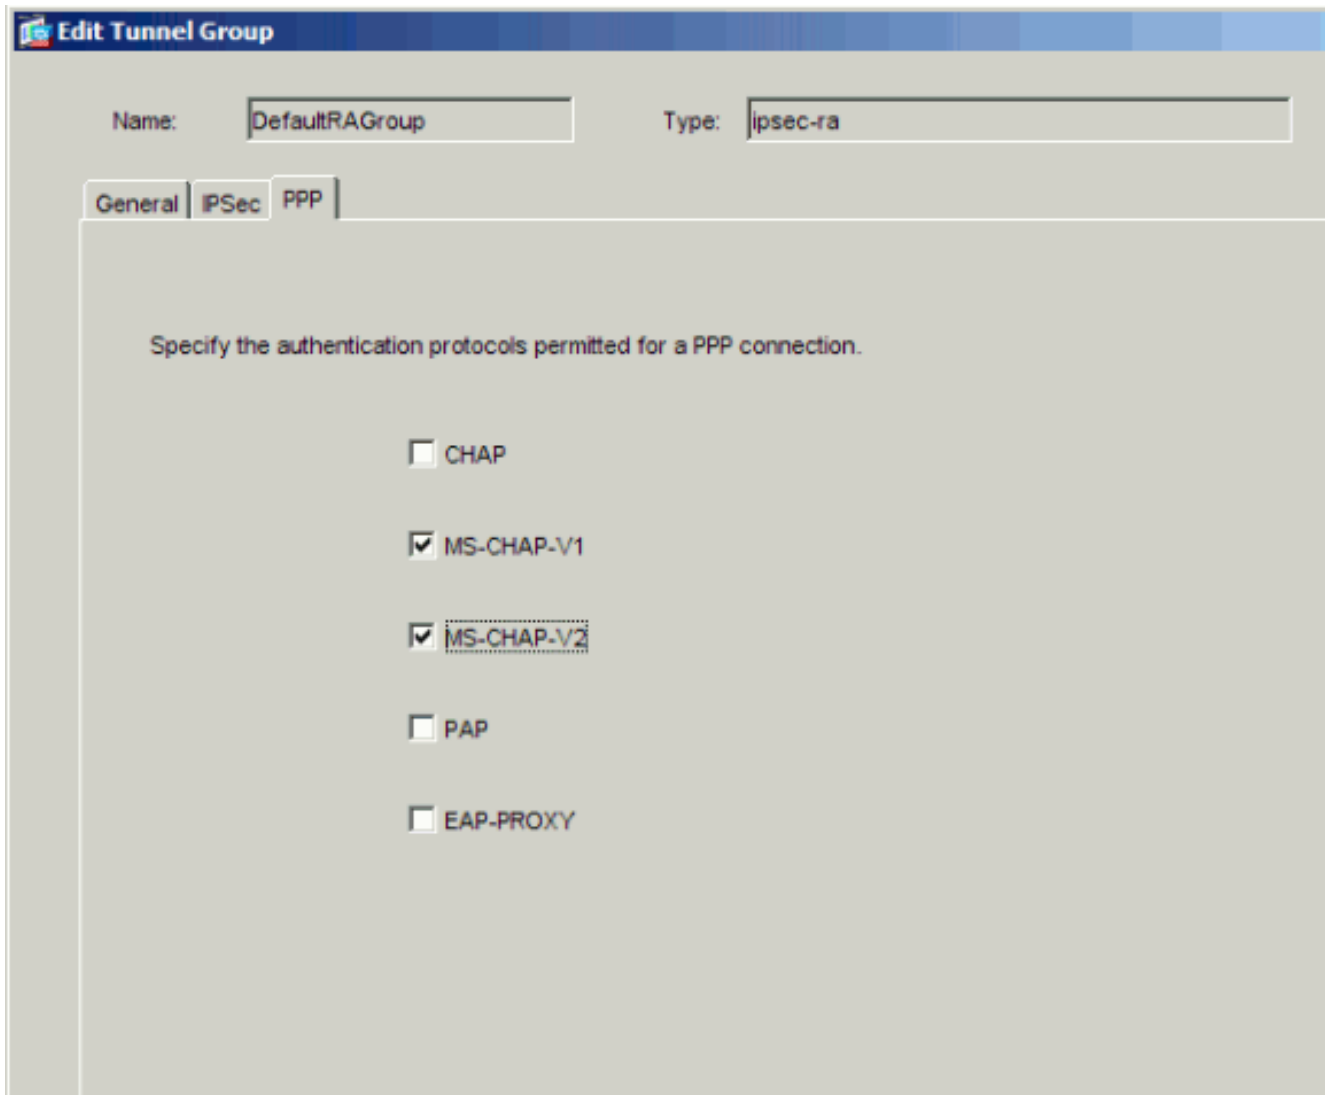 Edit Tunnel Group
Name: DefaultRAGroup Type: ipsec-ra
General IPSec PPP
Specify the authentication protocols permitted for a PPP connection.
CHAP
MS-CHAP-V1
MS-CHAP-V2
PAP
EAP-PROXY